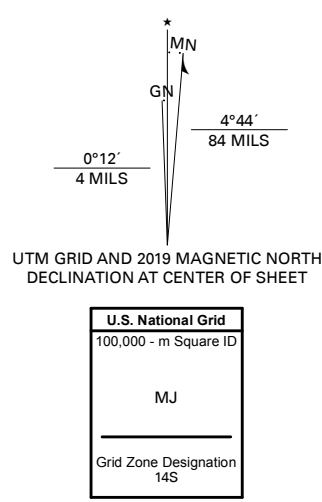 ★
MN
GN
4°44´
84 MILS
0°12´
4 MILS
UTM GRID AND 2019 MAGNETIC NORTH
DECLINATION AT CENTER OF SHEET
U.S. National Grid
100,000 - m Square ID
MJ
Grid Zone Designation
14S